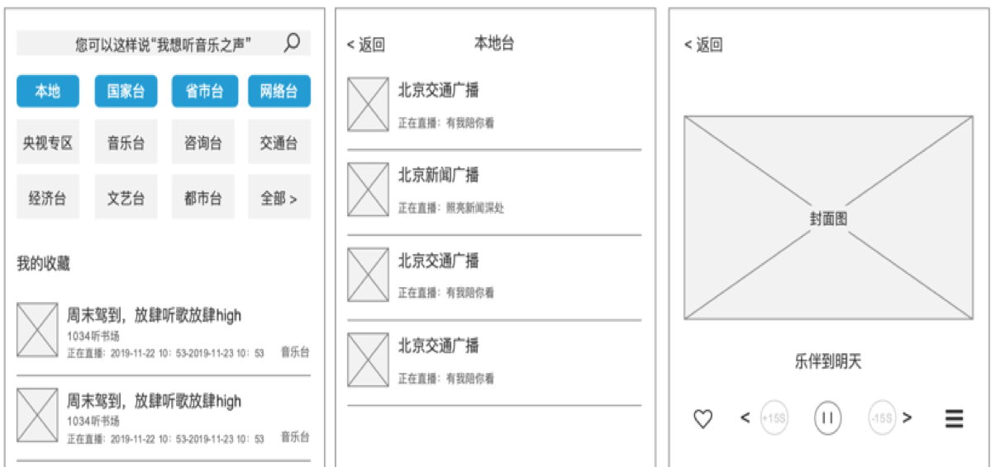 您可以这样说“我想听音乐之声”
本地 国家台 省市台 网络台
央视专区 音乐台 咨询台 交通台
经济台 文艺台 都市台 全部 >
我的收藏
周末驾到，放肆听歌放肆high
1034听书场
正在直播：2019-11-22 10：53-2019-11-23 10：53 音乐台
周末驾到，放肆听歌放肆high
1034听书场
正在直播：2019-11-22 10：53-2019-11-23 10：53 音乐台
< 返回 本地台
北京交通广播
正在直播：有我陪你看
北京新闻广播
正在直播：照亮新闻深处
北京交通广播
正在直播：有我陪你看
北京交通广播
正在直播：有我陪你看
< 返回
封面图
乐伴到明天
< +15S -15S >